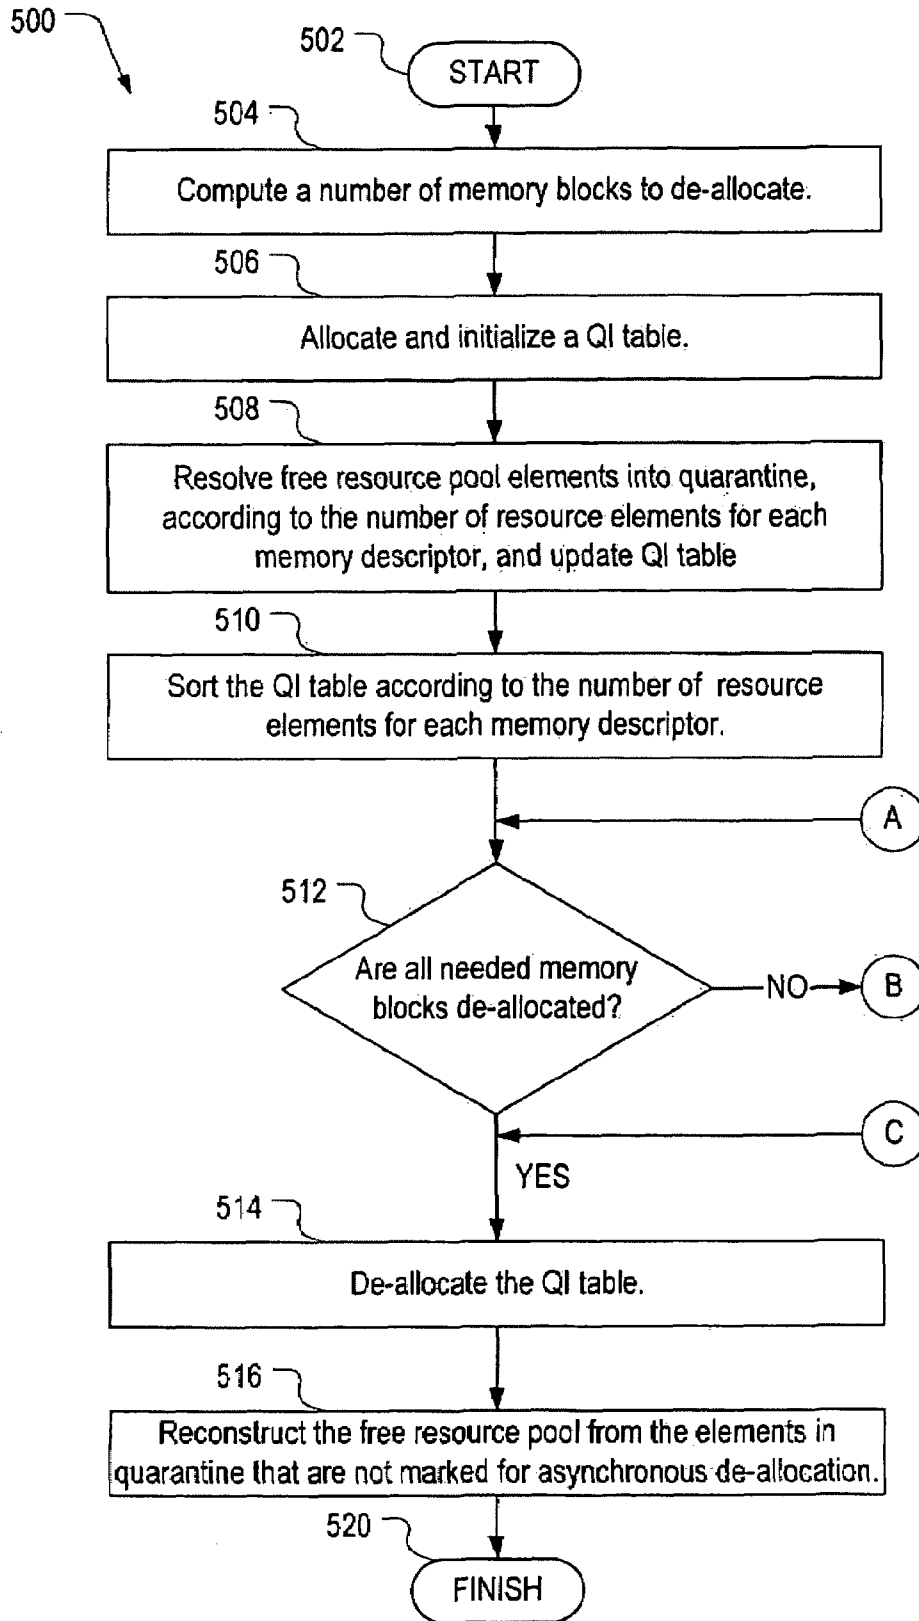 500
502
START
504
Compute a number of memory blocks to de-allocate.
506
Allocate and initialize a QI table.
508
Resolve free resource pool elements into quarantine,
according to the number of resource elements for each
memory descriptor, and update QI table
510
Sort the QI table according to the number of resource
elements for each memory descriptor.
A
512
Are all needed memory
blocks de-allocated?
NO
B
C
YES
514
De-allocate the QI table.
516
Reconstruct the free resource pool from the elements in
quarantine that are not marked for asynchronous de-allocation.
520
FINISH